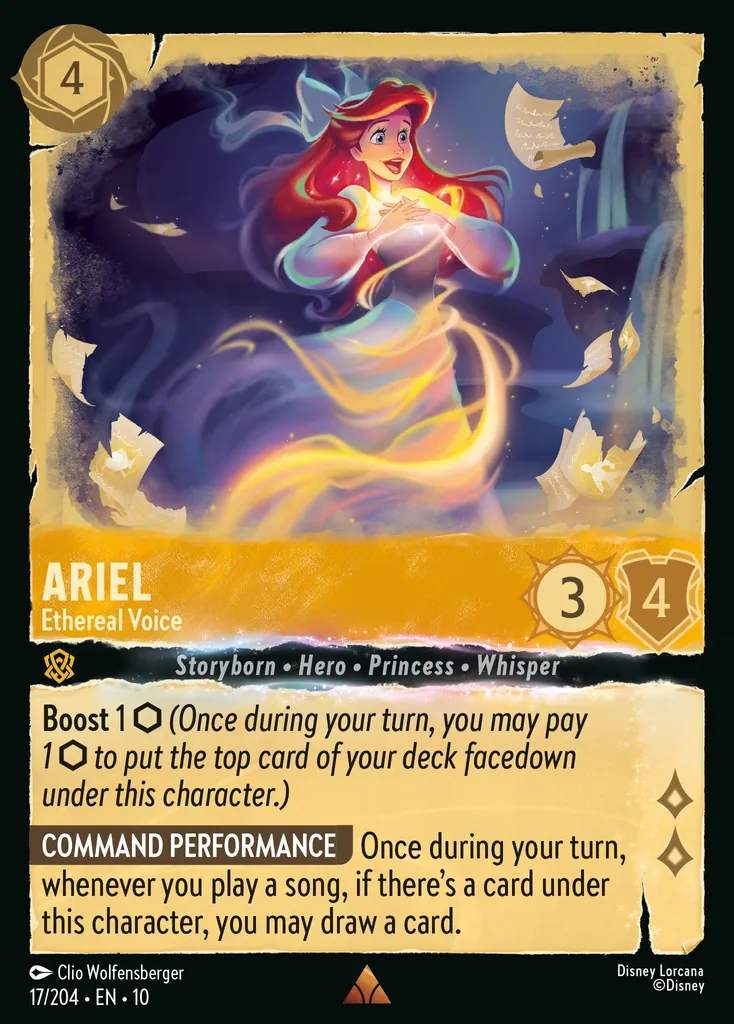 4
ARIEL
Ethereal Voice
3
4
Storyborn • Hero • Princess • Whisper
Boost 1 ⬡ (Once during your turn, you may pay
1 ⬡ to put the top card of your deck facedown
under this character.)
COMMAND PERFORMANCE Once during your turn,
whenever you play a song, if there's a card under
this character, you may draw a card.
Clio Wolfensberger
17/204 • EN • 10
Disney Lorcana
©Disney